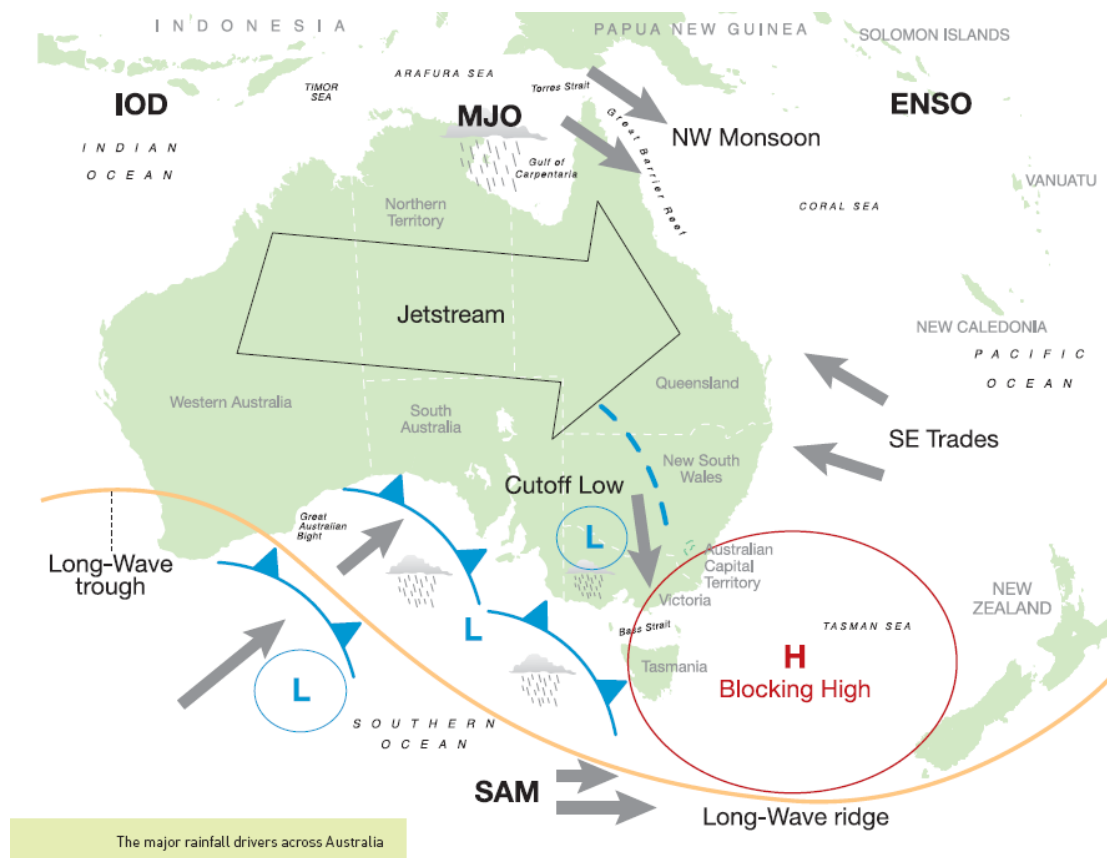 INDONESIA
PAPUA NEW GUINEA
SOLOMON ISLANDS
ARAFURA SEA
TIMOR
SEA
Torres Strait
IOD
MJO
ENSO
INDIAN
OCEAN
NW Monsoon
Gulf of
Carpentaria
Great Barrier Reef
VANUATU
CORAL SEA
Northern
Territory
Jetstream
NEW CALEDONIA
PACIFIC
OCEAN
Western Australia
South
Australia
Queensland
SE Trades
New South
Wales
Cutoff Low
L
Great
Australian
Bight
Long-Wave
trough
Australian
Capital
Territory
Victoria
NEW
ZEALAND
Bass Strait
TASMAN SEA
L
Tasmania
H
Blocking High
L
SOUTHERN
OCEAN
SAM
Long-Wave ridge
The major rainfall drivers across Australia